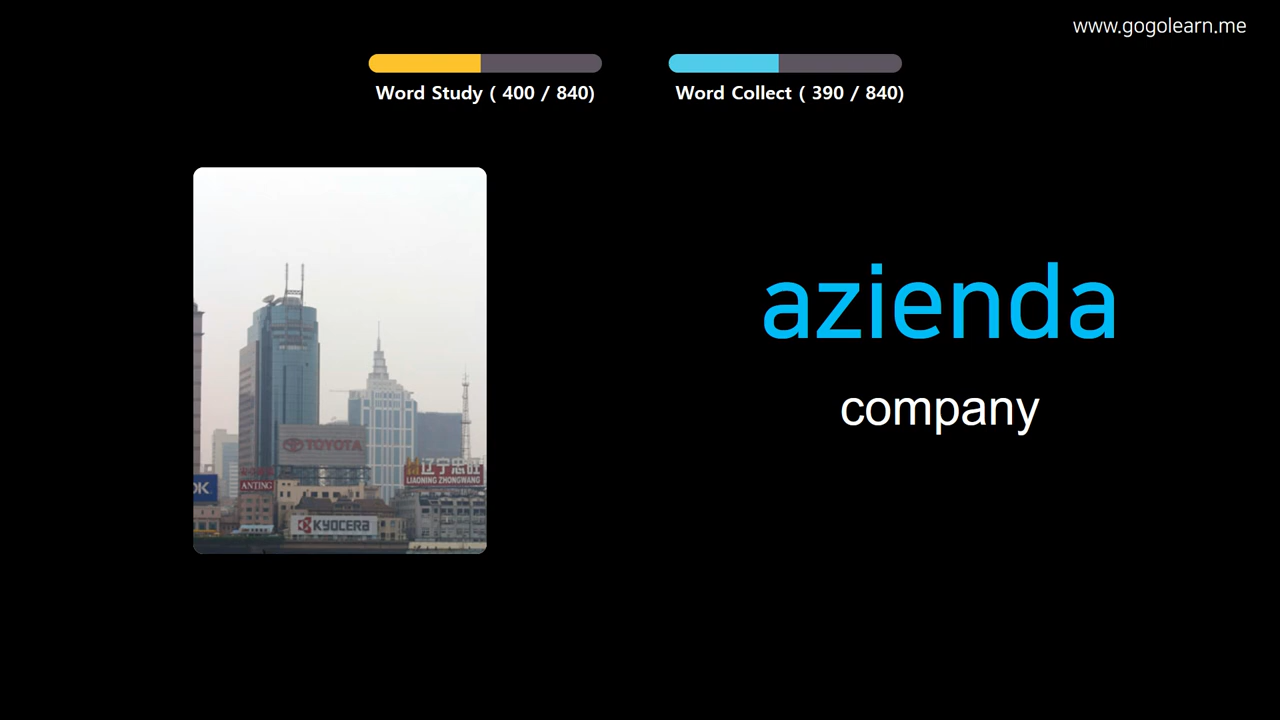 www.gogolearn.me
Word Study ( 400 / 840)
Word Collect ( 390 / 840)
azienda
company
TOYOTA
辽宁忠旺
LIAONING ZHONGWANG
OK
ANTING
KYOCERA